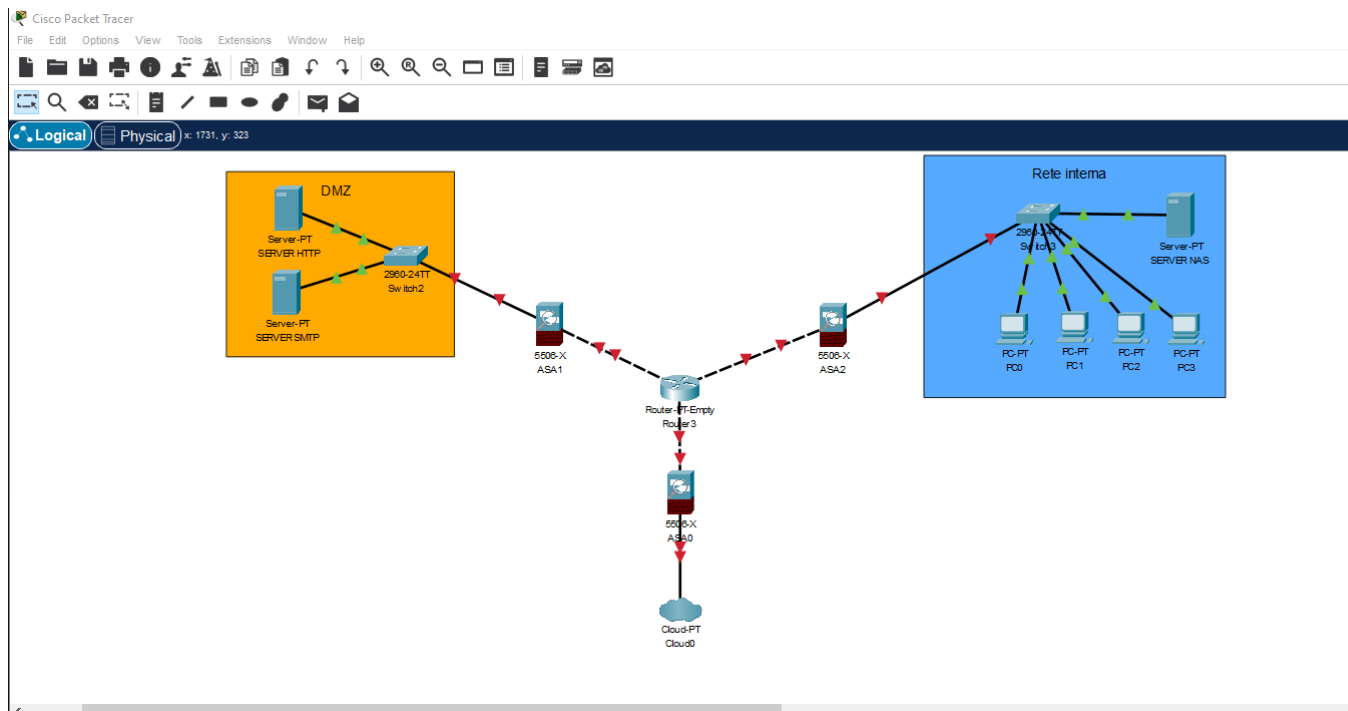 Cisco Packet Tracer
File Edit Options View Tools Extensions Window Help
Logical Physical x: 1731, y: 323
DMZ
Server-PT
SERVER HTTP
2960-24TT
Switch2
Server-PT
SERVER SMTP
5506-X
ASA1
Rete interna
2960-24TT
Switch3
Server-PT
SERVER NAS
PC-PT
PC0
PC-PT
PC1
PC-PT
PC2
PC-PT
PC3
5506-X
ASA2
Router-PT-Empty
Router3
5506-X
ASA0
Cloud-PT
Cloud0